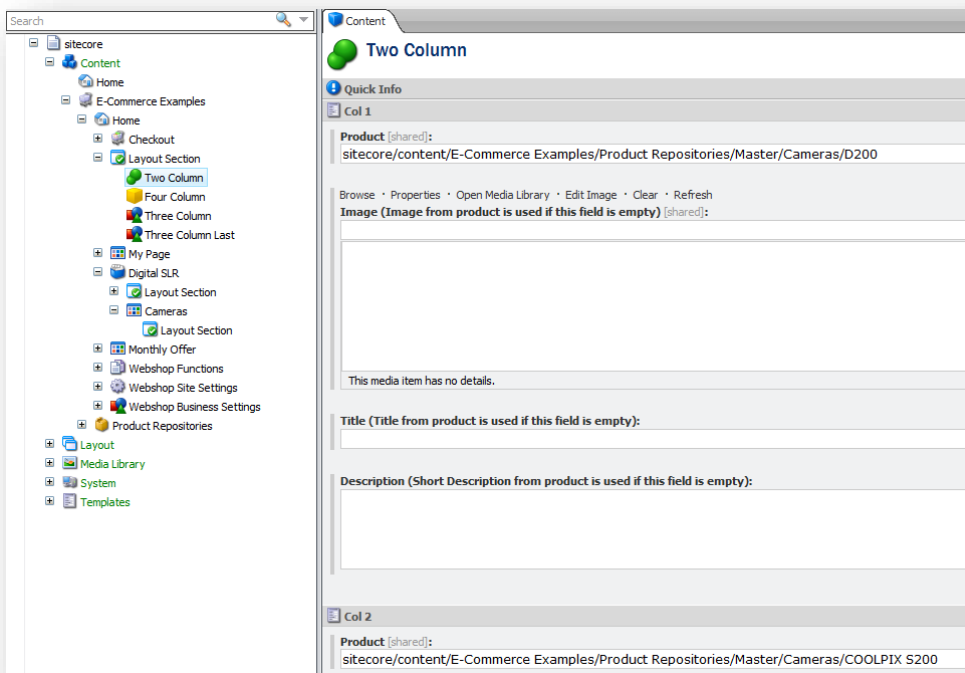 Search
sitecore
Content
Home
E-Commerce Examples
Home
Checkout
Layout Section
Two Column
Four Column
Three Column
Three Column Last
My Page
Digital SLR
Layout Section
Cameras
Layout Section
Monthly Offer
Webshop Functions
Webshop Site Settings
Webshop Business Settings
Product Repositories
Layout
Media Library
System
Templates
Content
Two Column
Quick Info
Col 1
Product [shared]:
sitecore/content/E-Commerce Examples/Product Repositories/Master/Cameras/D200
Browse · Properties · Open Media Library · Edit Image · Clear · Refresh
Image (Image from product is used if this field is empty) [shared]:
This media item has no details.
Title (Title from product is used if this field is empty):
Description (Short Description from product is used if this field is empty):
Col 2
Product [shared]:
sitecore/content/E-Commerce Examples/Product Repositories/Master/Cameras/COOLPIX S200